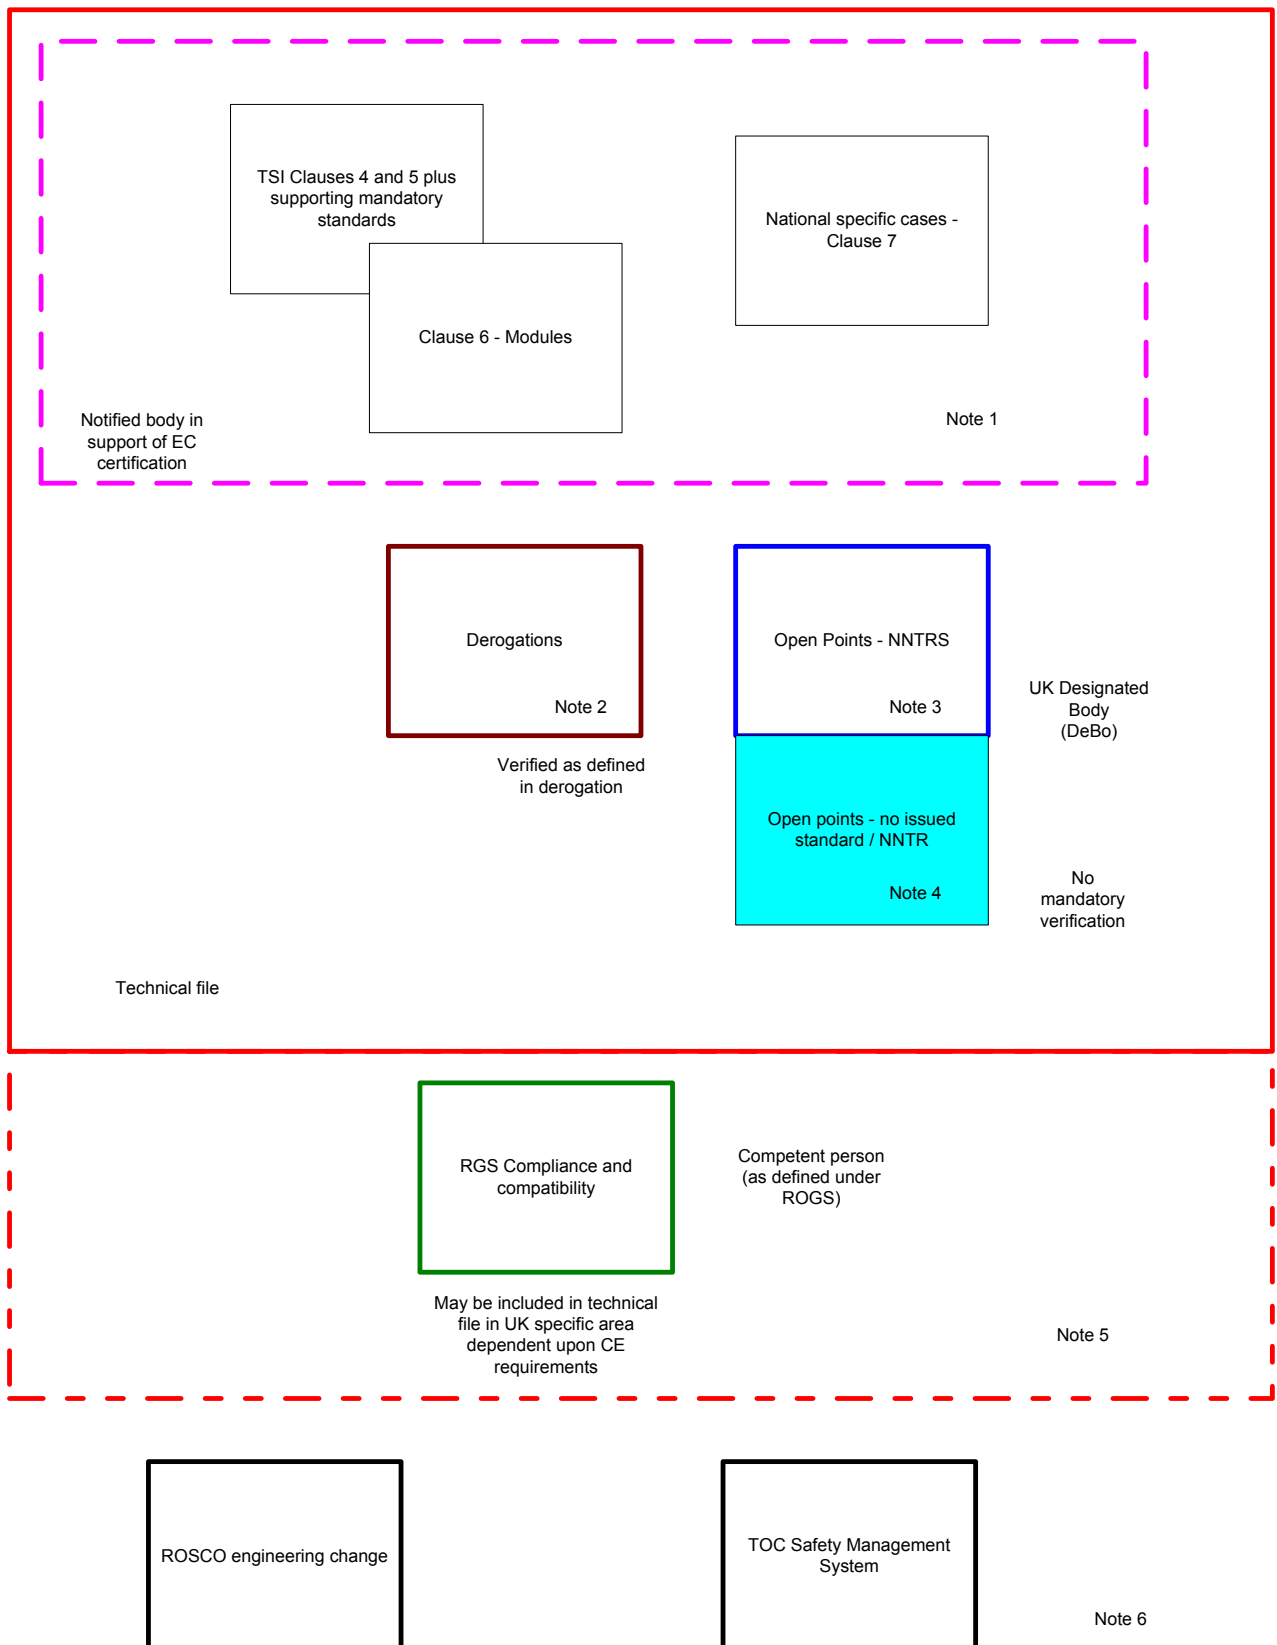 TSI Clauses 4 and 5 plus
supporting mandatory
standards
National specific cases -
Clause 7
Clause 6 - Modules
Notified body in
support of EC
certification
Note 1
Derogations
Note 2
Verified as defined
in derogation
Open Points - NNTRS
Note 3
UK Designated
Body
(DeBo)
Open points - no issued
standard / NNTR
Note 4
No
mandatory
verification
Technical file
RGS Compliance and
compatibility
Competent person
(as defined under
ROGS)
May be included in technical
file in UK specific area
dependent upon CE
requirements
Note 5
ROSCO engineering change
TOC Safety Management
System
Note 6